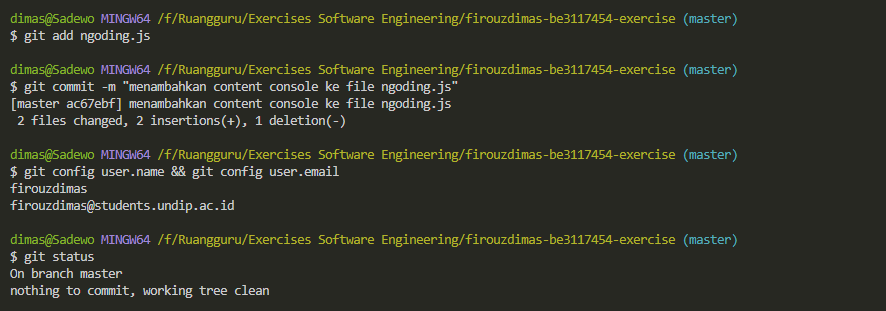 dimas@Sadewo MINGW64 /f/Ruangguru/Exercises Software Engineering/firouzdimas-be3117454-exercise (master)
$ git add ngoding.js
dimas@Sadewo MINGW64 /f/Ruangguru/Exercises Software Engineering/firouzdimas-be3117454-exercise (master)
$ git commit -m "menambahkan content console ke file ngoding.js"
[master ac67ebf] menambahkan content console ke file ngoding.js
2 files changed, 2 insertions(+), 1 deletion(-)
dimas@Sadewo MINGW64 /f/Ruangguru/Exercises Software Engineering/firouzdimas-be3117454-exercise (master)
$ git config user.name && git config user.email
firouzdimas
firouzdimas@students.undip.ac.id
dimas@Sadewo MINGW64 /f/Ruangguru/Exercises Software Engineering/firouzdimas-be3117454-exercise (master)
$ git status
On branch master
nothing to commit, working tree clean